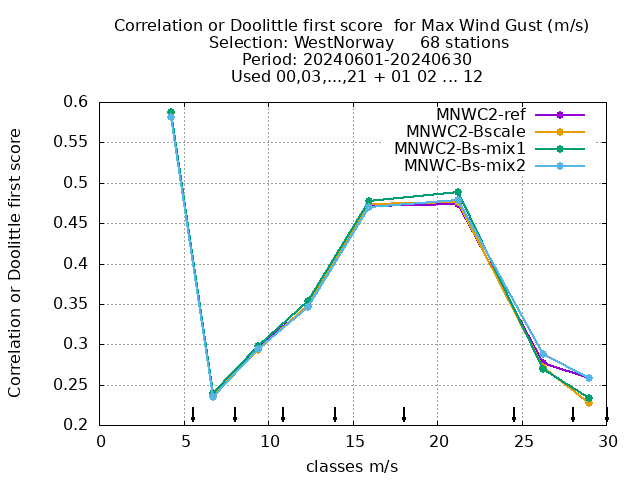 Correlation or Doolittle first score  for Max Wind Gust (m/s)
Selection: WestNorway     68 stations
Period: 20240601-20240630
Used 00,03,...,21 + 01 02 ... 12
Correlation or Doolittle first score
0.6
0.55
0.5
0.45
0.4
0.35
0.3
0.25
0.2
MNWC2-ref
MNWC2-Bscale
MNWC2-Bs-mix1
MNWC-Bs-mix2
0 5 10 15 20 25 30
classes m/s